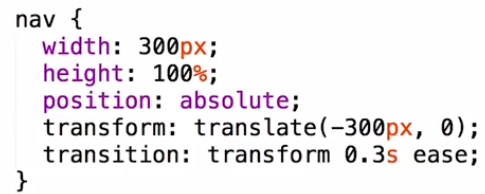 nav {
  width: 300px;
  height: 100%;
  position: absolute;
  transform: translate(-300px, 0);
  transition: transform 0.3s ease;
}